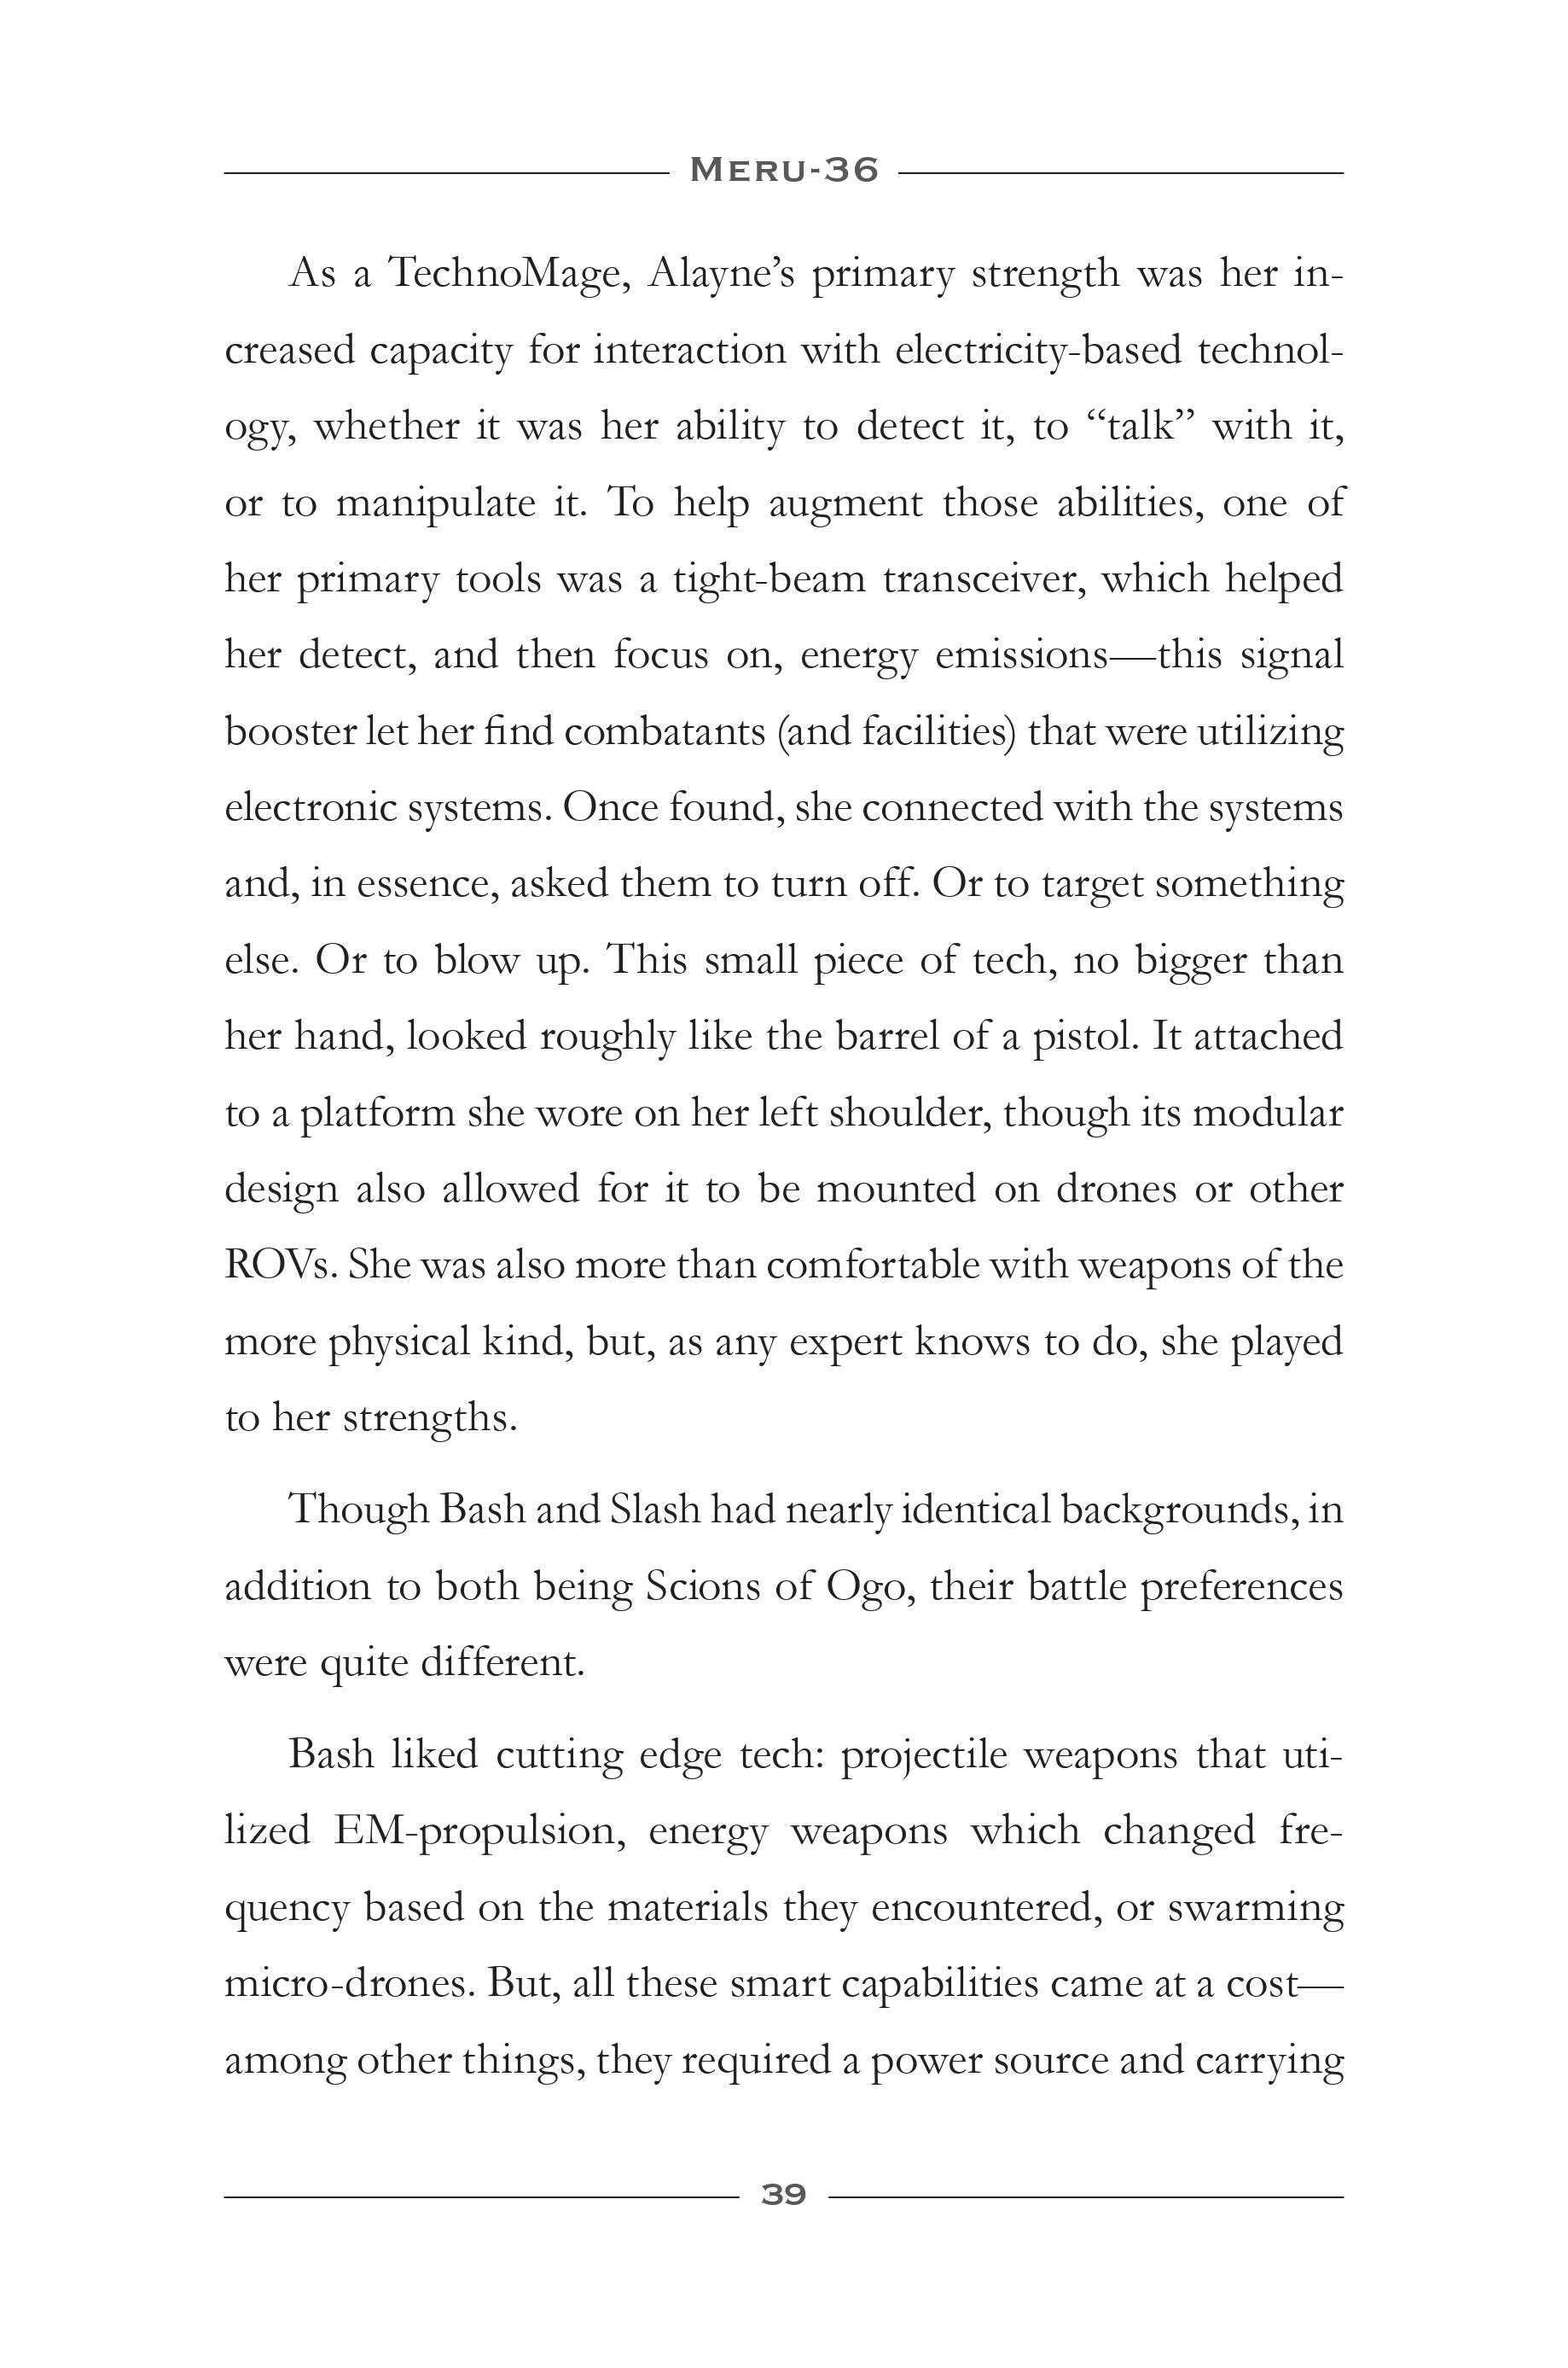 Meru-36
As a TechnoMage, Alayne’s primary strength was her in-
creased capacity for interaction with electricity-based technol-
ogy, whether it was her ability to detect it, to “talk” with it,
or to manipulate it. To help augment those abilities, one of
her primary tools was a tight-beam transceiver, which helped
her detect, and then focus on, energy emissions—this signal
booster let her find combatants (and facilities) that were utilizing
electronic systems. Once found, she connected with the systems
and, in essence, asked them to turn off. Or to target something
else. Or to blow up. This small piece of tech, no bigger than
her hand, looked roughly like the barrel of a pistol. It attached
to a platform she wore on her left shoulder, though its modular
design also allowed for it to be mounted on drones or other
ROVs. She was also more than comfortable with weapons of the
more physical kind, but, as any expert knows to do, she played
to her strengths.
Though Bash and Slash had nearly identical backgrounds, in
addition to both being Scions of Ogo, their battle preferences
were quite different.
Bash liked cutting edge tech: projectile weapons that uti-
lized EM-propulsion, energy weapons which changed fre-
quency based on the materials they encountered, or swarming
micro-drones. But, all these smart capabilities came at a cost—
among other things, they required a power source and carrying
39